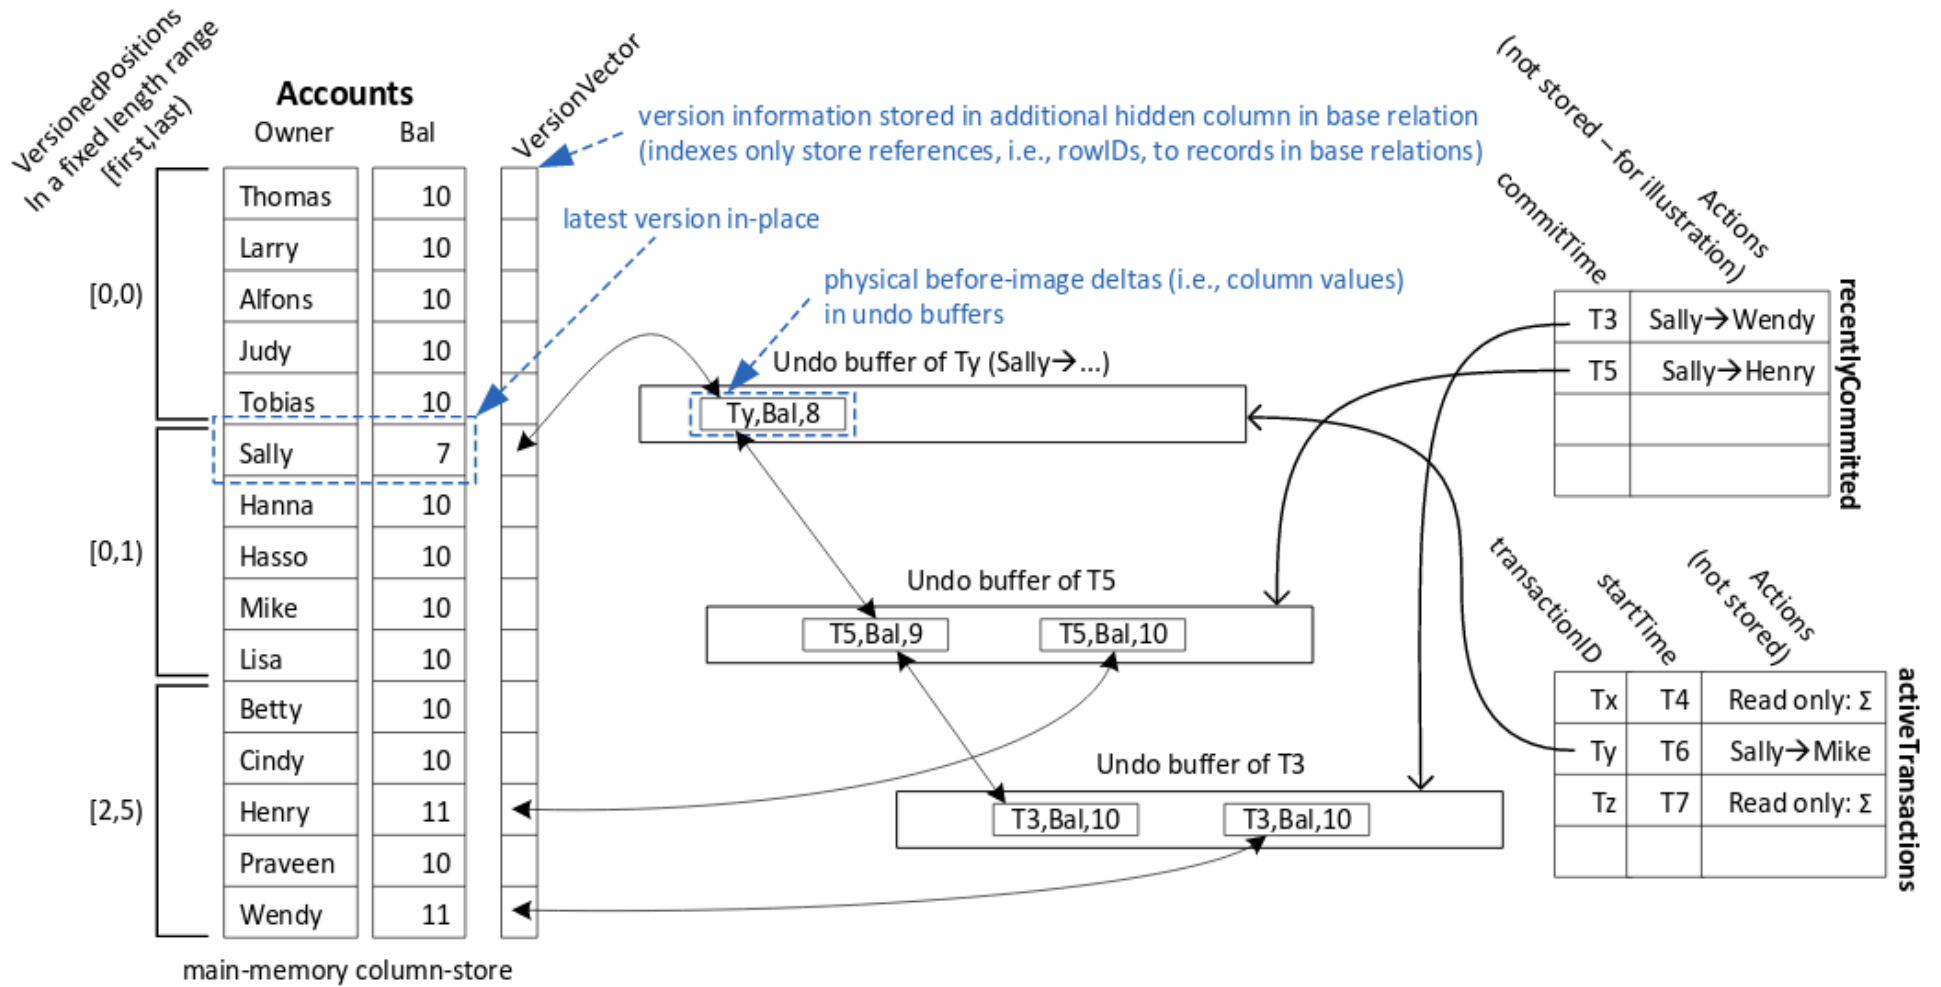 VersionedPositions
In a fixed length range
[first,last)
Accounts
Owner
Bal
VersionVector
version information stored in additional hidden column in base relation
(indexes only store references, i.e., rowIDs, to records in base relations)
latest version in-place
physical before-image deltas (i.e., column values)
in undo buffers
[0,0)
[0,1)
[2,5)
Thomas 10
Larry 10
Alfons 10
Judy 10
Tobias 10
Sally 7
Hanna 10
Hasso 10
Mike 10
Lisa 10
Betty 10
Cindy 10
Henry 11
Praveen 10
Wendy 11
main-memory column-store
Undo buffer of Ty (Sally→...)
Ty,Bal,8
Undo buffer of T5
T5,Bal,9
T5,Bal,10
Undo buffer of T3
T3,Bal,10
T3,Bal,10
commitTime
Actions
(not stored – for illustration)
T3 Sally→Wendy
T5 Sally→Henry
recentlyCommitted
transactionID
startTime
Actions
(not stored)
Tx T4 Read only: Σ
Ty T6 Sally→Mike
Tz T7 Read only: Σ
activeTransactions